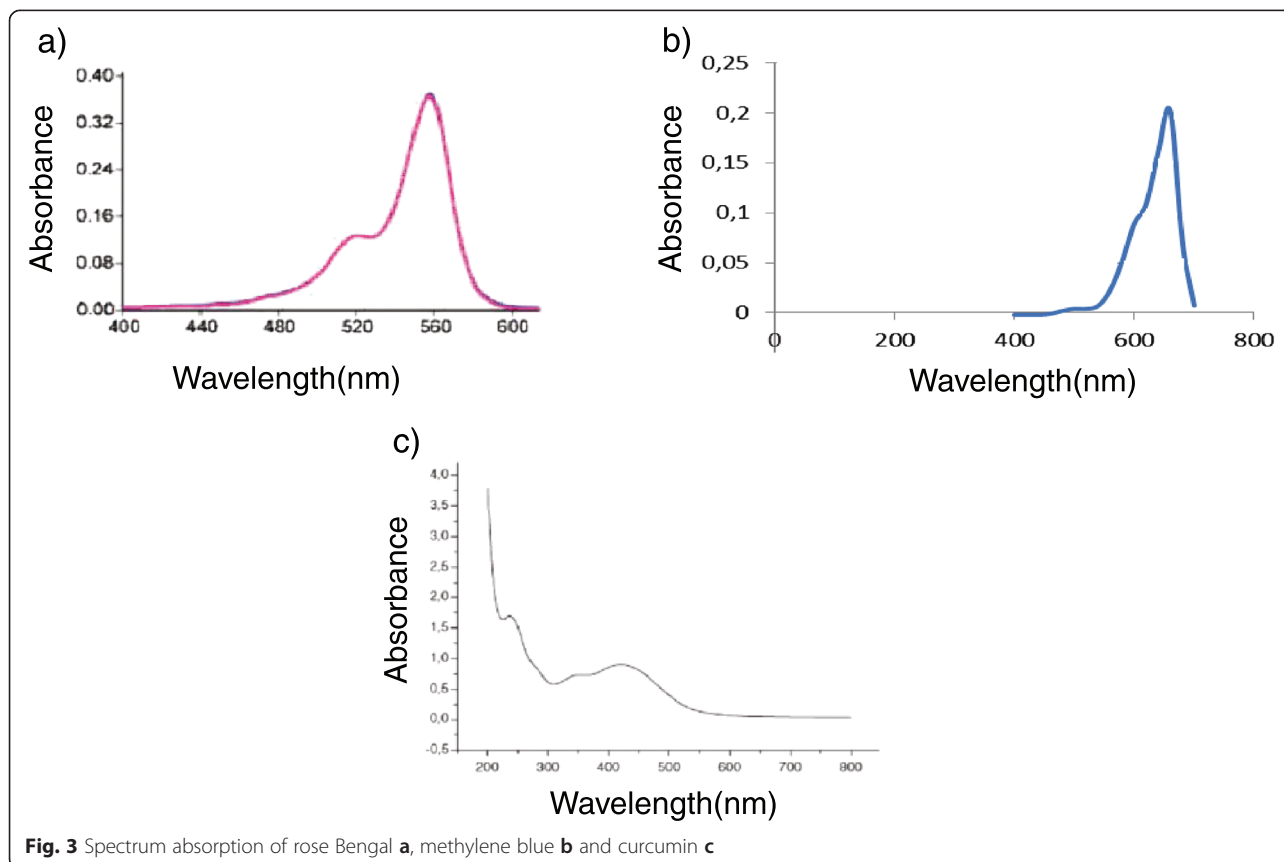 a)
0.40
0.32
0.24
0.16
0.08
0.00
400 440 480 520 560 600
Absorbance
Wavelength(nm)
b)
0,25
0,2
0,15
0,1
0,05
0
0 200 400 600 800
Absorbance
Wavelength(nm)
c)
4,0
3,5
3,0
2,5
2,0
1,5
1,0
0,5
0,0
-0,5
200 300 400 500 600 700 800
Absorbance
Wavelength(nm)
Fig. 3 Spectrum absorption of rose Bengal a, methylene blue b and curcumin c